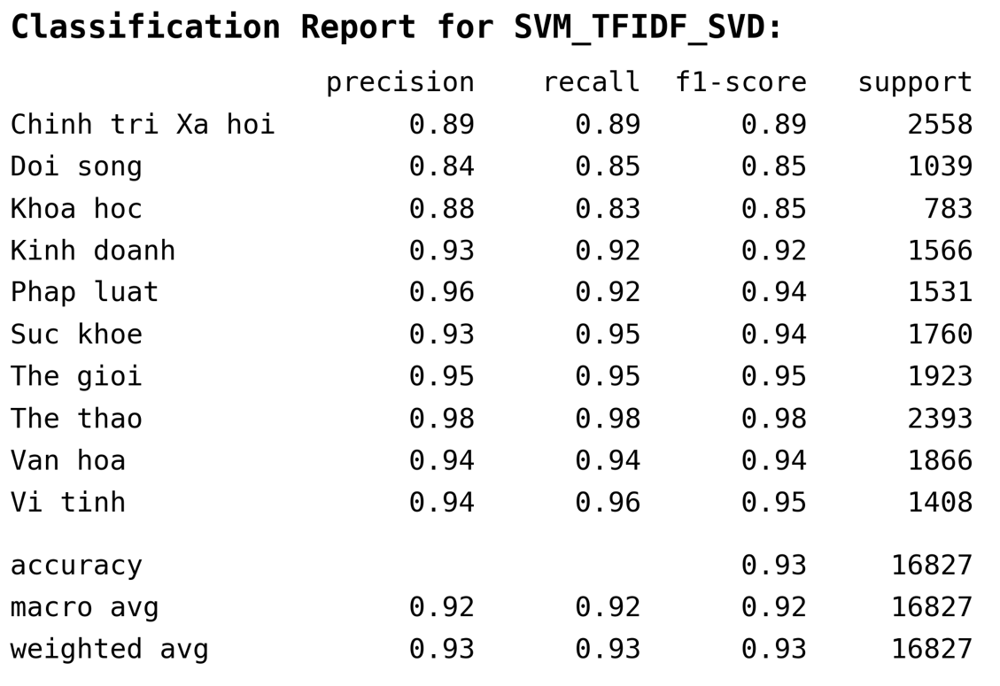 Classification Report for SVM_TFIDF_SVD:
precision recall f1-score support
Chinh tri Xa hoi 0.89 0.89 0.89 2558
Doi song 0.84 0.85 0.85 1039
Khoa hoc 0.88 0.83 0.85 783
Kinh doanh 0.93 0.92 0.92 1566
Phap luat 0.96 0.92 0.94 1531
Suc khoe 0.93 0.95 0.94 1760
The gioi 0.95 0.95 0.95 1923
The thao 0.98 0.98 0.98 2393
Van hoa 0.94 0.94 0.94 1866
Vi tinh 0.94 0.96 0.95 1408
accuracy 0.93 16827
macro avg 0.92 0.92 0.92 16827
weighted avg 0.93 0.93 0.93 16827